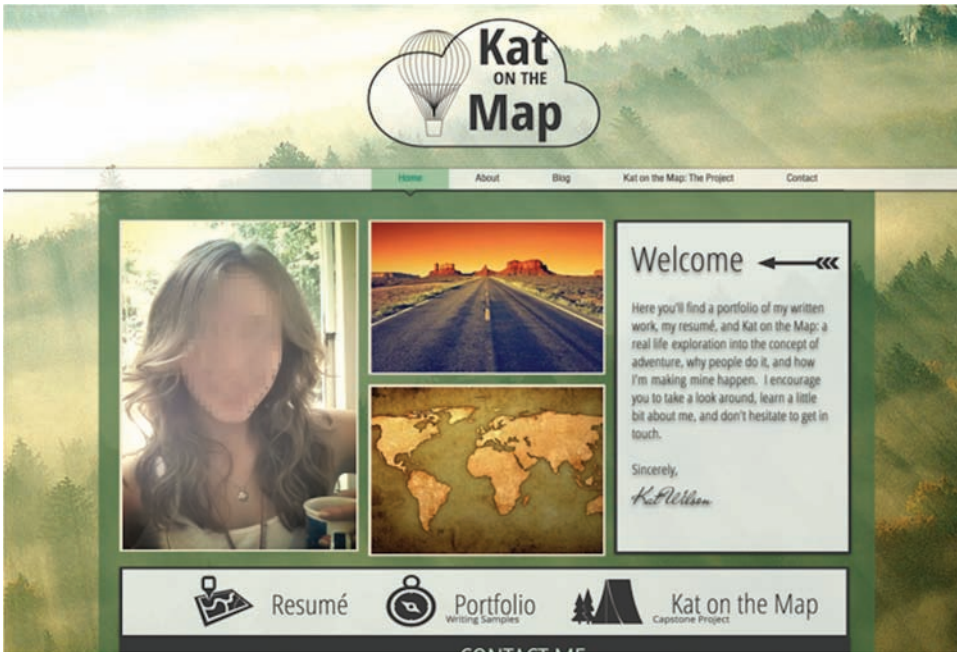 Kat
ON THE
Map
Home About Blog Kat on the Map: The Project Contact
Welcome
Here you'll find a portfolio of my written
work, my resumé, and Kat on the Map: a
real life exploration into the concept of
adventure, why people do it, and how
I'm making mine happen. I encourage
you to take a look around, learn a little
bit about me, and don't hesitate to get in
touch.
Sincerely,
Kat Wilson
Resumé
Portfolio
Writing Samples
Kat on the Map
Capstone Project
CONTACT ME